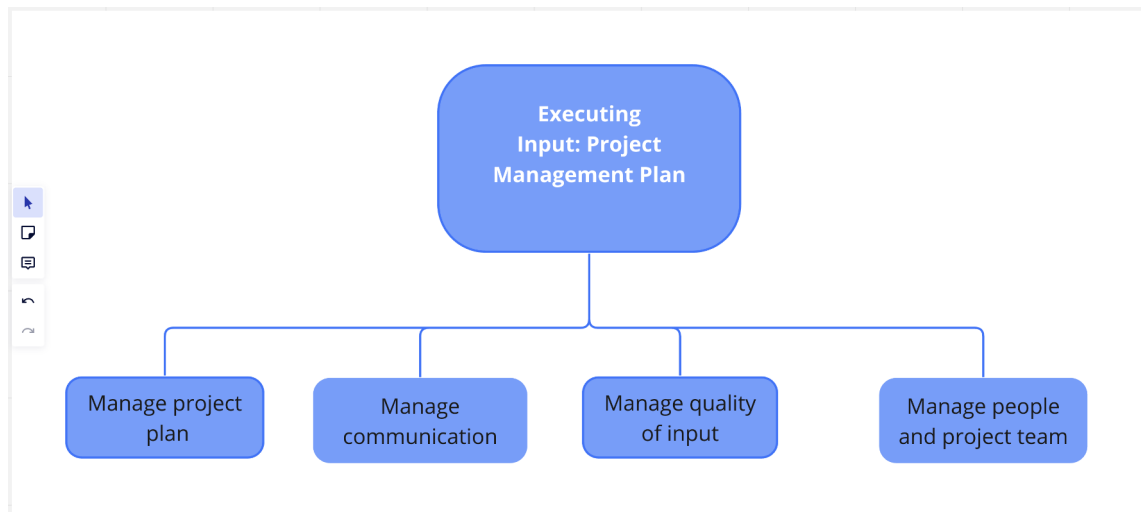 Executing
Input: Project
Management Plan
Manage project
plan
Manage
communication
Manage quality
of input
Manage people
and project team